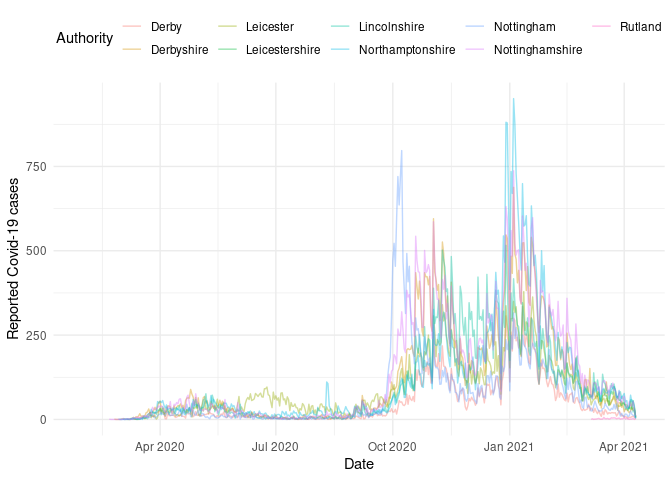 Authority
Derby Leicester Lincolnshire Nottingham Rutland
Derbyshire Leicestershire Northamptonshire Nottinghamshire
Reported Covid-19 cases
750
500
250
0
Apr 2020 Jul 2020 Oct 2020 Jan 2021 Apr 2021
Date